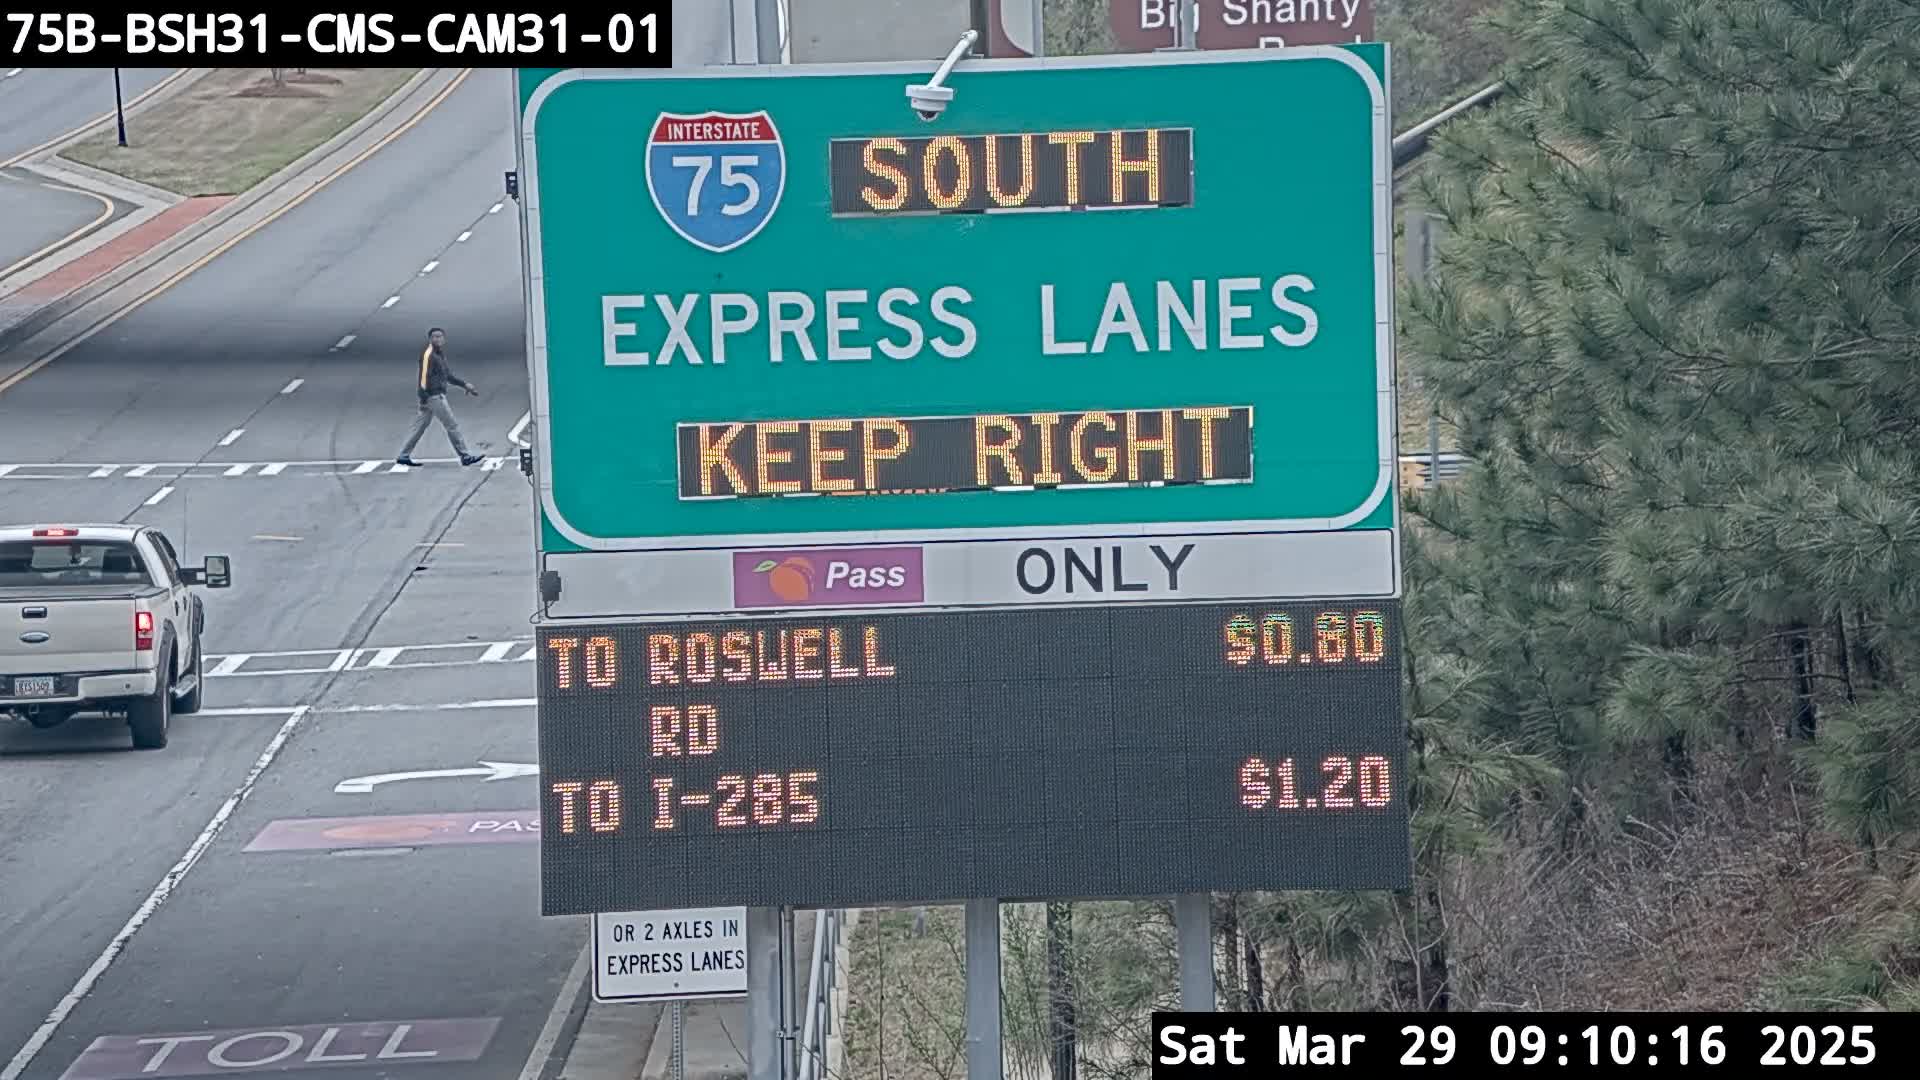 75B-BSH31-CMS-CAM31-01
Big Shanty
INTERSTATE
75
SOUTH
EXPRESS LANES
KEEP RIGHT
Pass
ONLY
TO ROSWELL $0.80
RD
TO I-285 $1.20
OR 2 AXLES IN
EXPRESS LANES
TOLL
Sat Mar 29 09:10:16 2025